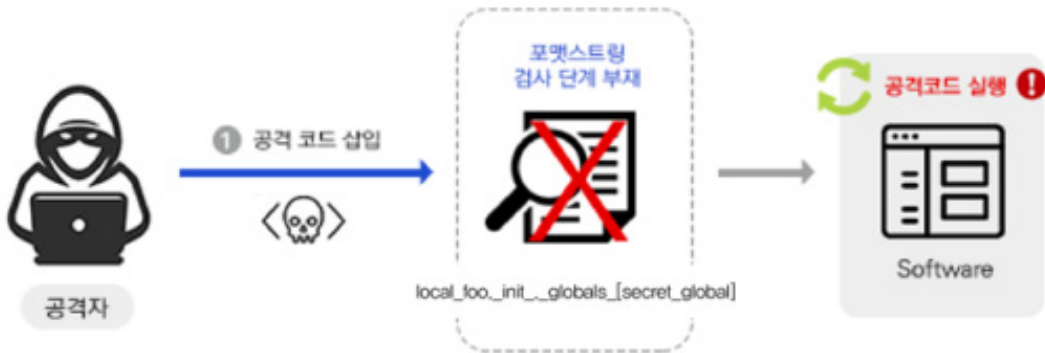 포맷스트링
검사 단계 부재
공격코드 실행 !
1 공격 코드 삽입
Software
local_foo._init_._globals_[secret_global]
공격자